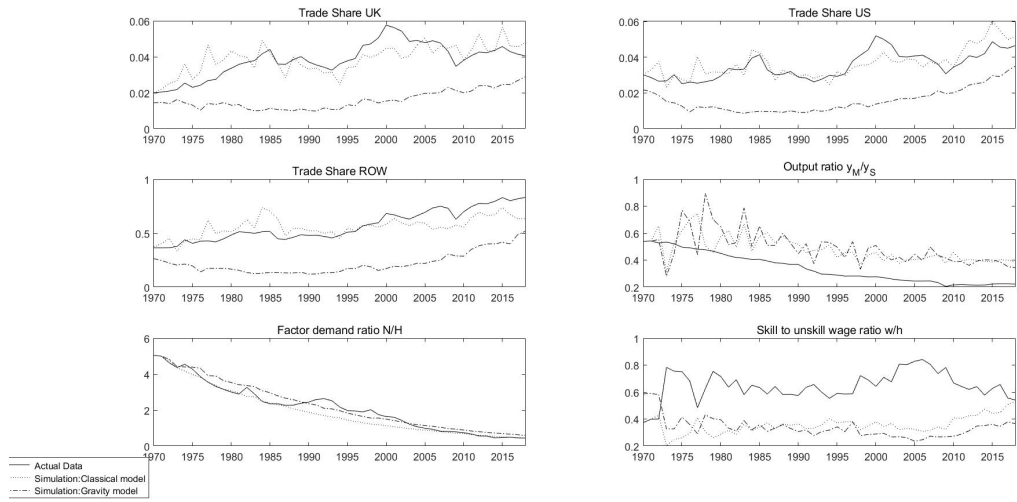 Trade Share UK
0.06
0.04
0.02
0
1970 1975 1980 1985 1990 1995 2000 2005 2010 2015
Trade Share US
0.06
0.04
0.02
0
1970 1975 1980 1985 1990 1995 2000 2005 2010 2015
Trade Share ROW
1
0.5
0
1970 1975 1980 1985 1990 1995 2000 2005 2010 2015
Output ratio y_M/y_S
1
0.8
0.6
0.4
0.2
1970 1975 1980 1985 1990 1995 2000 2005 2010 2015
Factor demand ratio N/H
6
4
2
0
1970 1975 1980 1985 1990 1995 2000 2005 2010 2015
Skill to unskill wage ratio w/h
1
0.8
0.6
0.4
0.2
1970 1975 1980 1985 1990 1995 2000 2005 2010 2015
Actual Data
Simulation:Classical model
Simulation:Gravity model